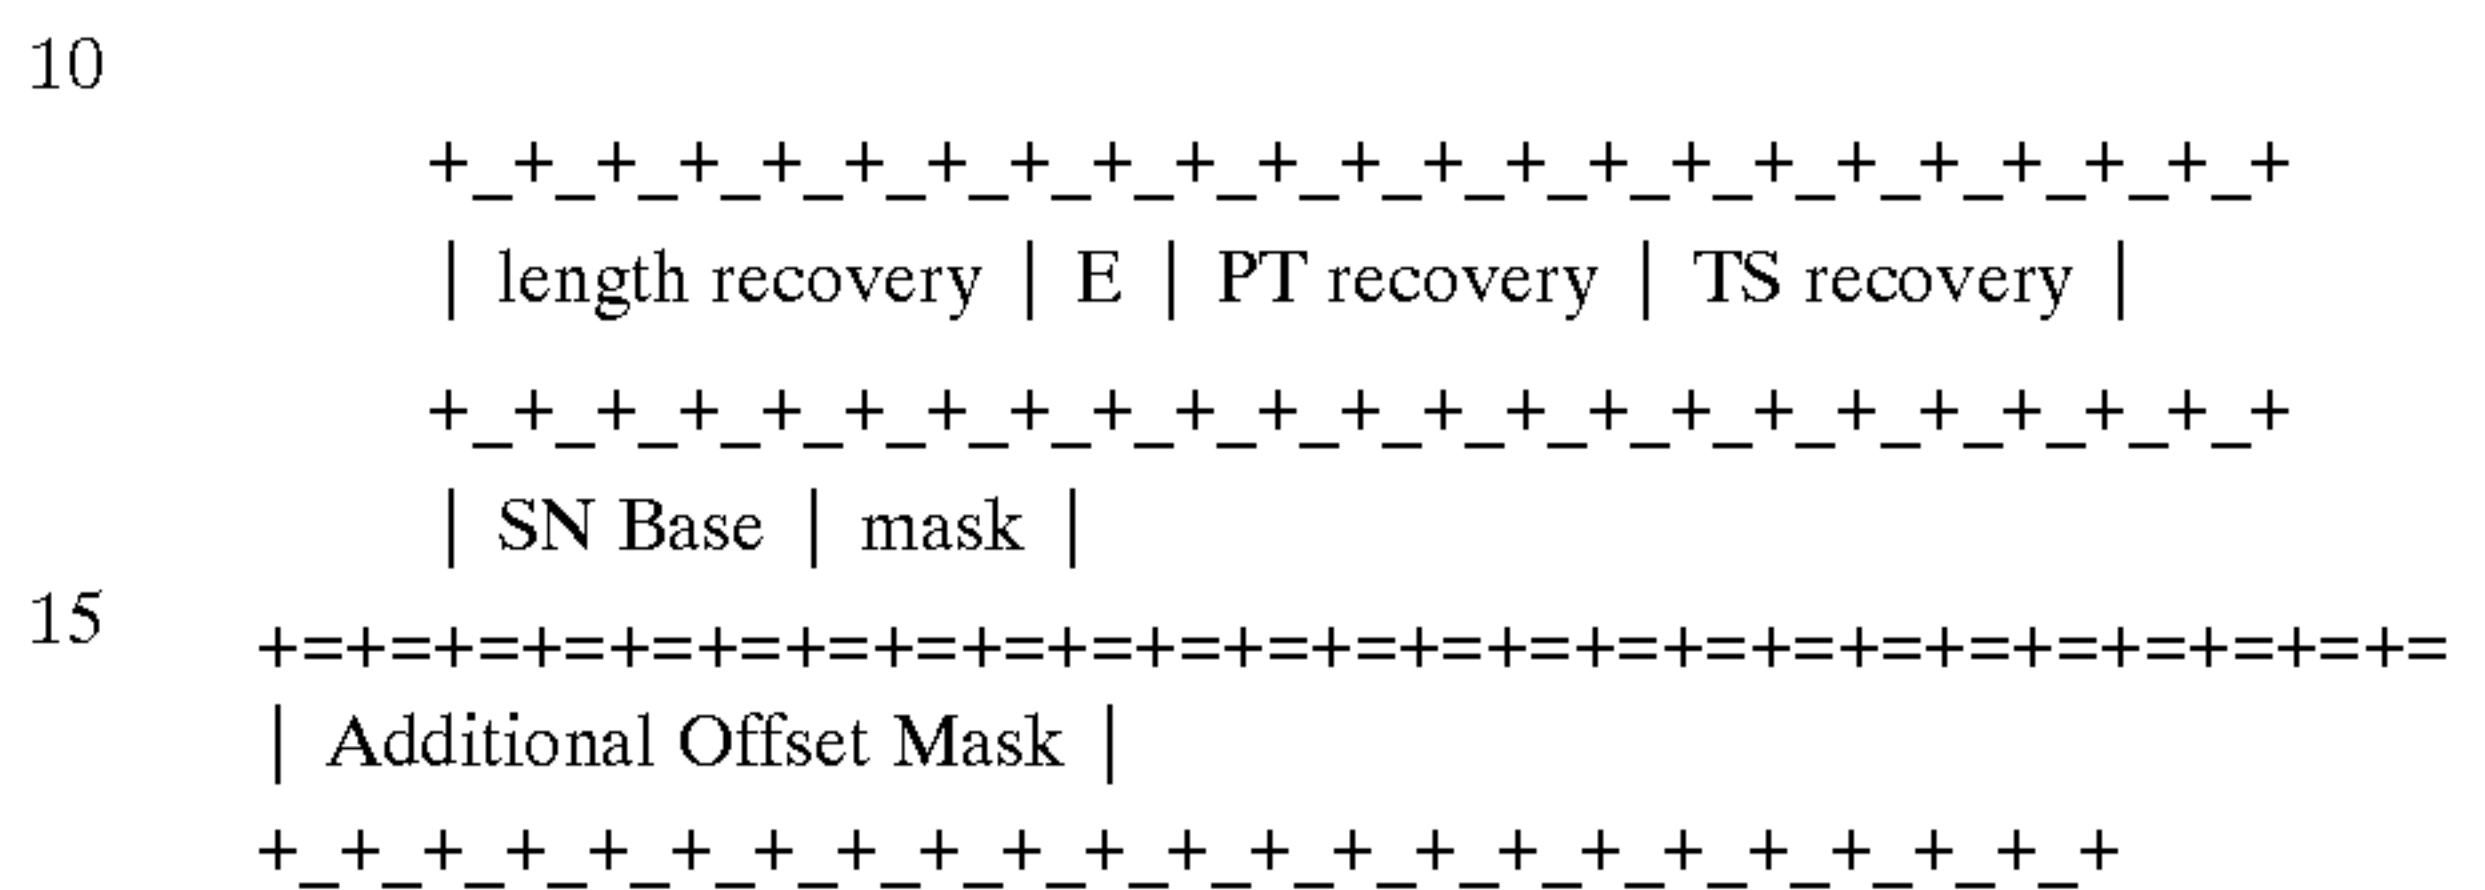 10
+_+_+_+_+_+_+_+_+_+_+_+_+_+_+_+_+_+_+_+_+_+_+
| length recovery | E | PT recovery | TS recovery |
+_+_+_+_+_+_+_+_+_+_+_+_+_+_+_+_+_+_+_+_+_+_+
| SN Base | mask |
15
+=+=+=+=+=+=+=+=+=+=+=+=+=+=+=+=+=+=+=+=+=+=+=+=+=
| Additional Offset Mask |
+_+_+_+_+_+_+_+_+_+_+_+_+_+_+_+_+_+_+_+_+_+_+